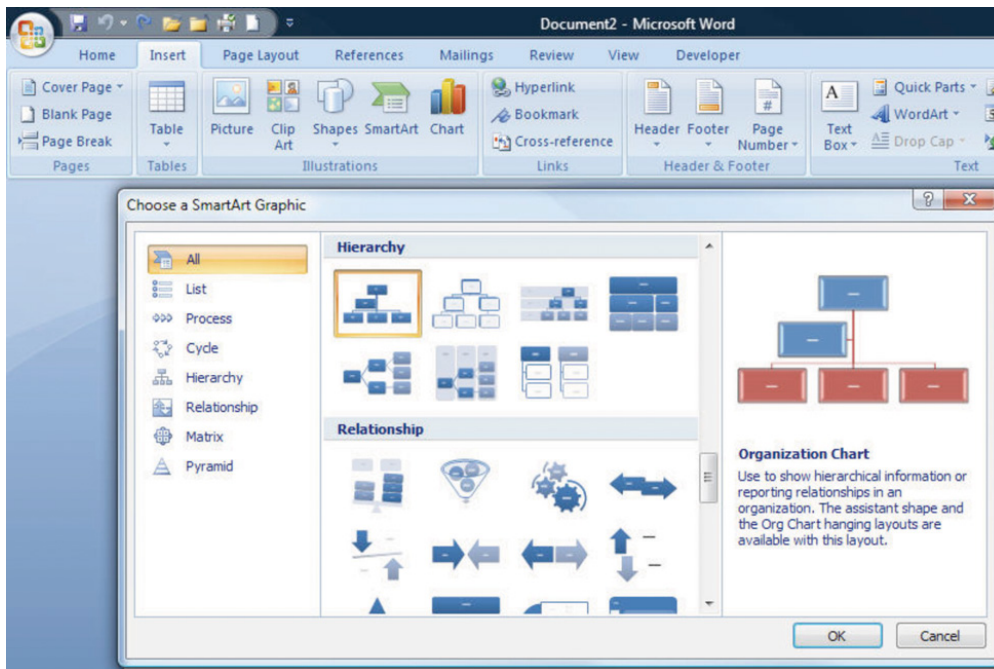 Document2 - Microsoft Word
Home Insert Page Layout References Mailings Review View Developer
Cover Page
Blank Page
Page Break
Pages
Table
Tables
Picture Clip Art Shapes SmartArt Chart
Illustrations
Hyperlink
Bookmark
Cross-reference
Links
Header Footer Page Number
Header & Footer
A
Text Box
Quick Parts
WordArt
Drop Cap
Text
Choose a SmartArt Graphic
All
List
Process
Cycle
Hierarchy
Relationship
Matrix
Pyramid
Hierarchy
Relationship
Organization Chart
Use to show hierarchical information or
reporting relationships in an
organization. The assistant shape and
the Org Chart hanging layouts are
available with this layout.
OK Cancel